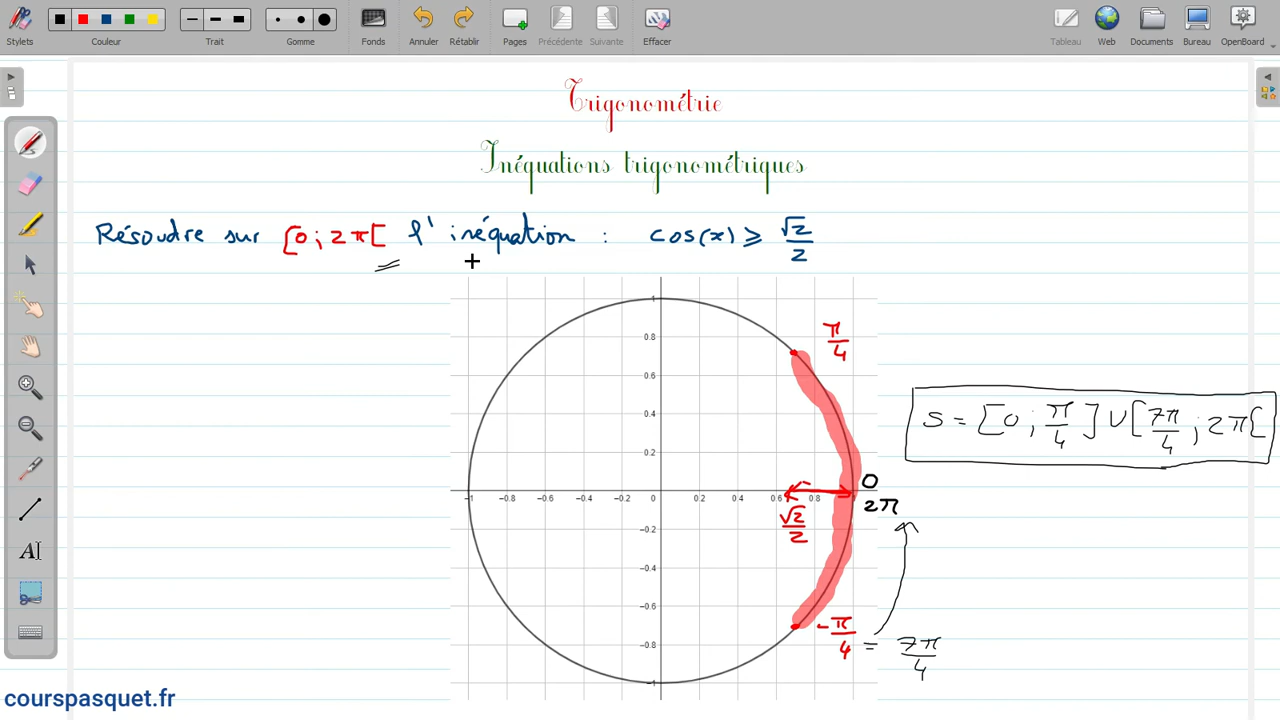 Stylets Couleur Trait Gomme Fonds Annuler Rétablir Pages Précédente Suivante Effacer Tableau Web Documents Bureau OpenBoard
Trigonométrie
Inéquations trigonométriques
Résoudre sur [0 ; 2π[ l'inéquation : cos(x) ⩾ √2/2
1
0.8
π/4
0.6
0.4
S = [0 ; π/4] U [7π/4 ; 2π[
0.2
0
-1 -0.8 -0.6 -0.4 -0.2 0 0.2 0.4 0.6 0.8
2π
√2/2
-0.2
-0.4
-0.6
-π/4 = 7π/4
-0.8
-1
A
courspasquet.fr